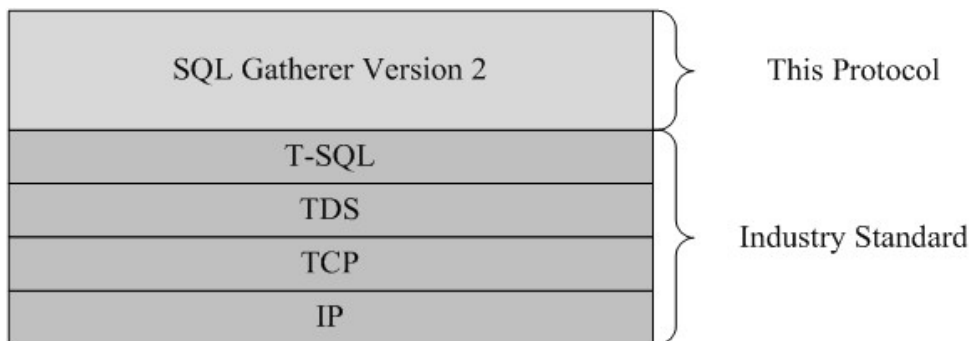 SQL Gatherer Version 2
This Protocol
T-SQL
TDS
TCP
IP
Industry Standard